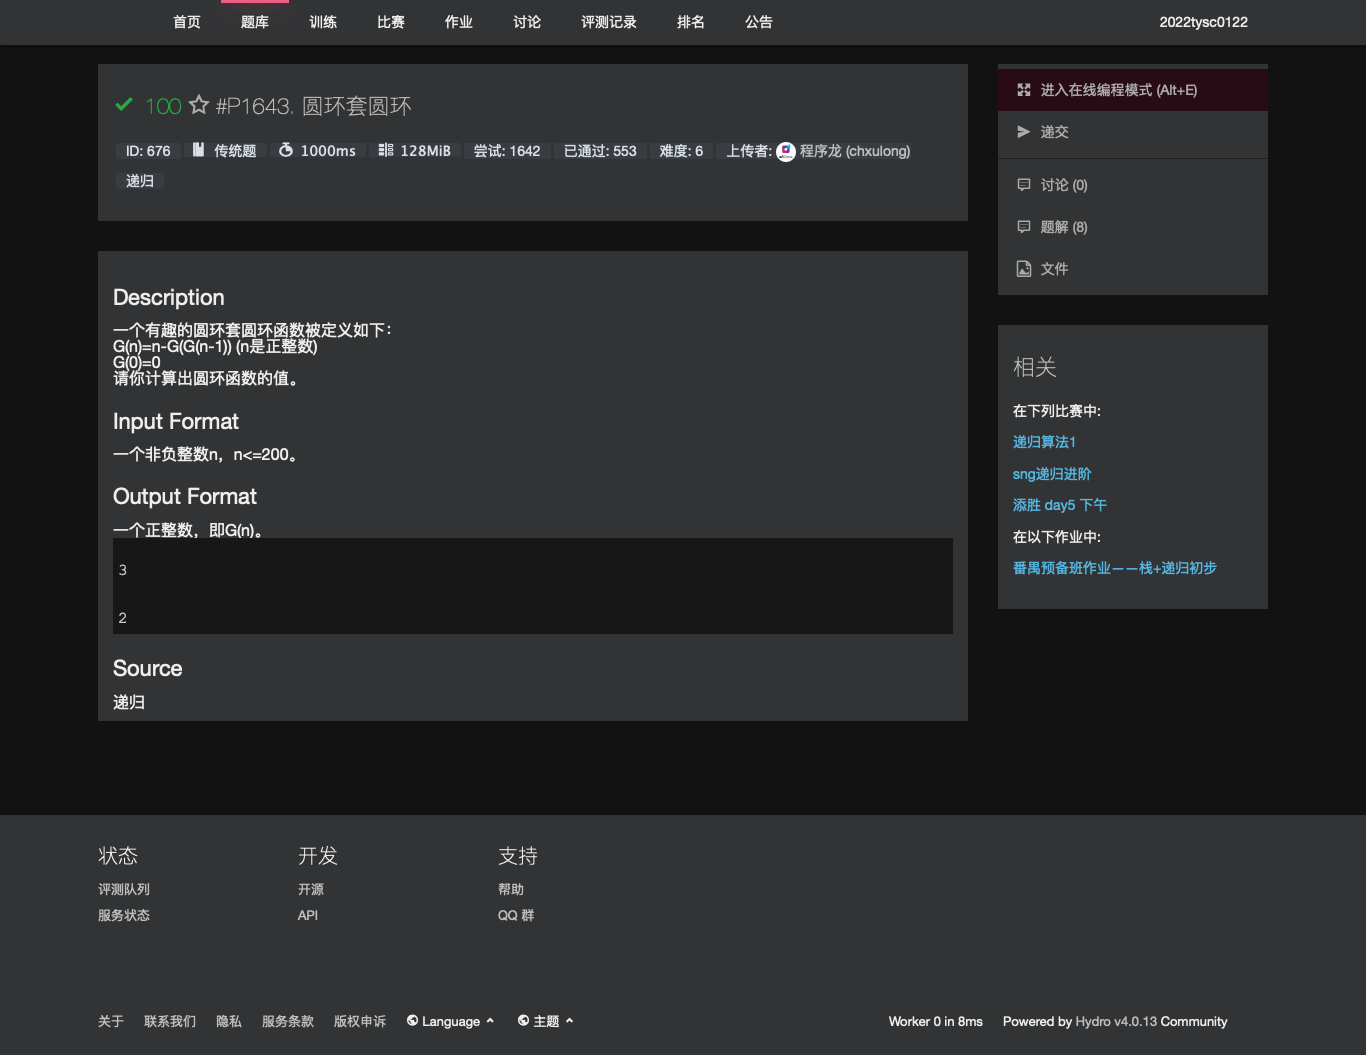 首页 题库 训练 比赛 作业 讨论 评测记录 排名 公告 2022tysc0122
100 #P1643. 圆环套圆环
ID: 676 传统题 1000ms 128MiB 尝试: 1642 已通过: 553 难度: 6 上传者: 程序龙 (chxulong)
递归
Description
一个有趣的圆环套圆环函数被定义如下：
G(n)=n-G(G(n-1)) (n是正整数)
G(0)=0
请你计算出圆环函数的值。
Input Format
一个非负整数n，n<=200。
Output Format
一个正整数，即G(n)。
3
2
Source
递归
进入在线编程模式 (Alt+E)
递交
讨论 (0)
题解 (8)
文件
相关
在下列比赛中:
递归算法1
sng递归进阶
添胜 day5 下午
在以下作业中:
番禺预备班作业——栈+递归初步
状态 开发 支持
评测队列 开源 帮助
服务状态 API QQ 群
关于 联系我们 隐私 服务条款 版权申诉 Language 主题 Worker 0 in 8ms Powered by Hydro v4.0.13 Community